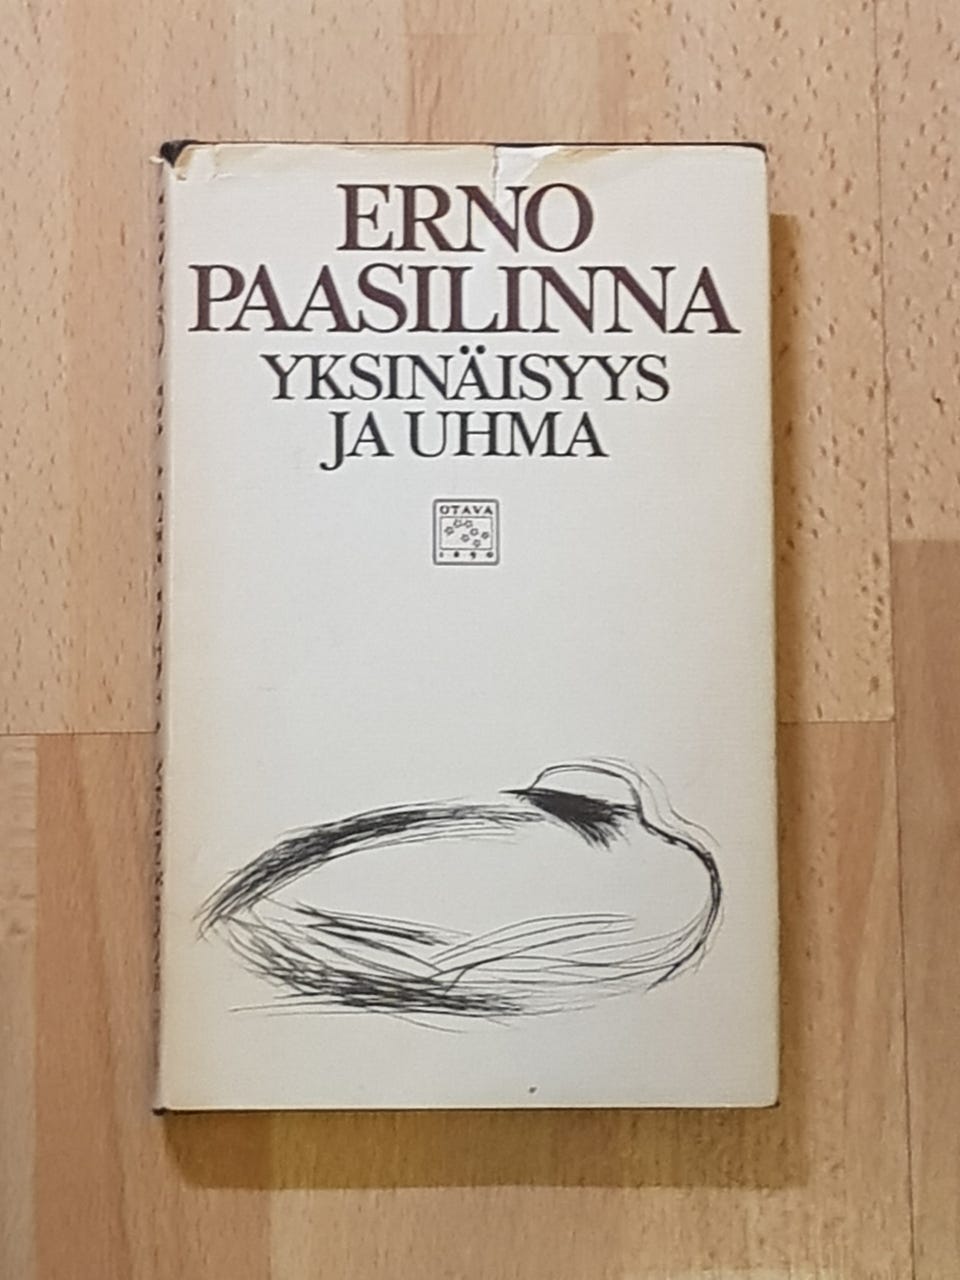 ERNO
PAASILINNA
YKSINÄISYYS
JA UHMA
OTAVA
1890